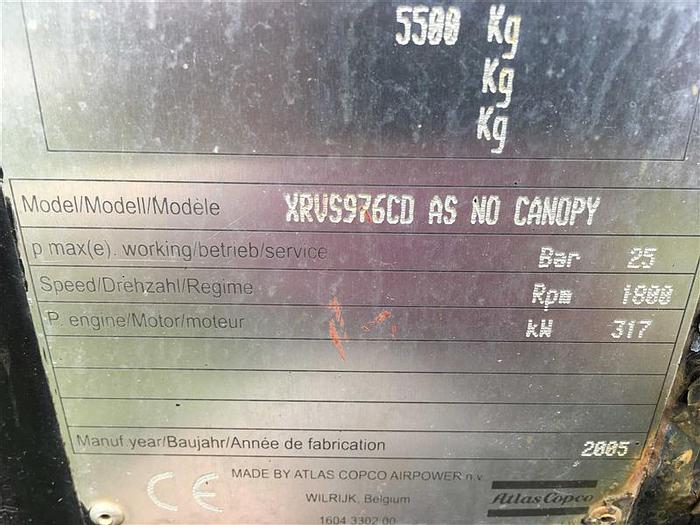 5500 Kg
Kg
Kg
Model/Modell/Modèle XRVS976CD AS NO CANOPY
p max(e). working/betrieb/service Bar 25
Speed/Drehzahl/Regime Rpm 1800
P. engine/Motor/moteur kW 317
Manuf.year/Baujahr/Année de fabrication 2005
CE MADE BY ATLAS COPCO AIRPOWER n.v.
WILRIJK, Belgium Atlas Copco
1604 3302 00